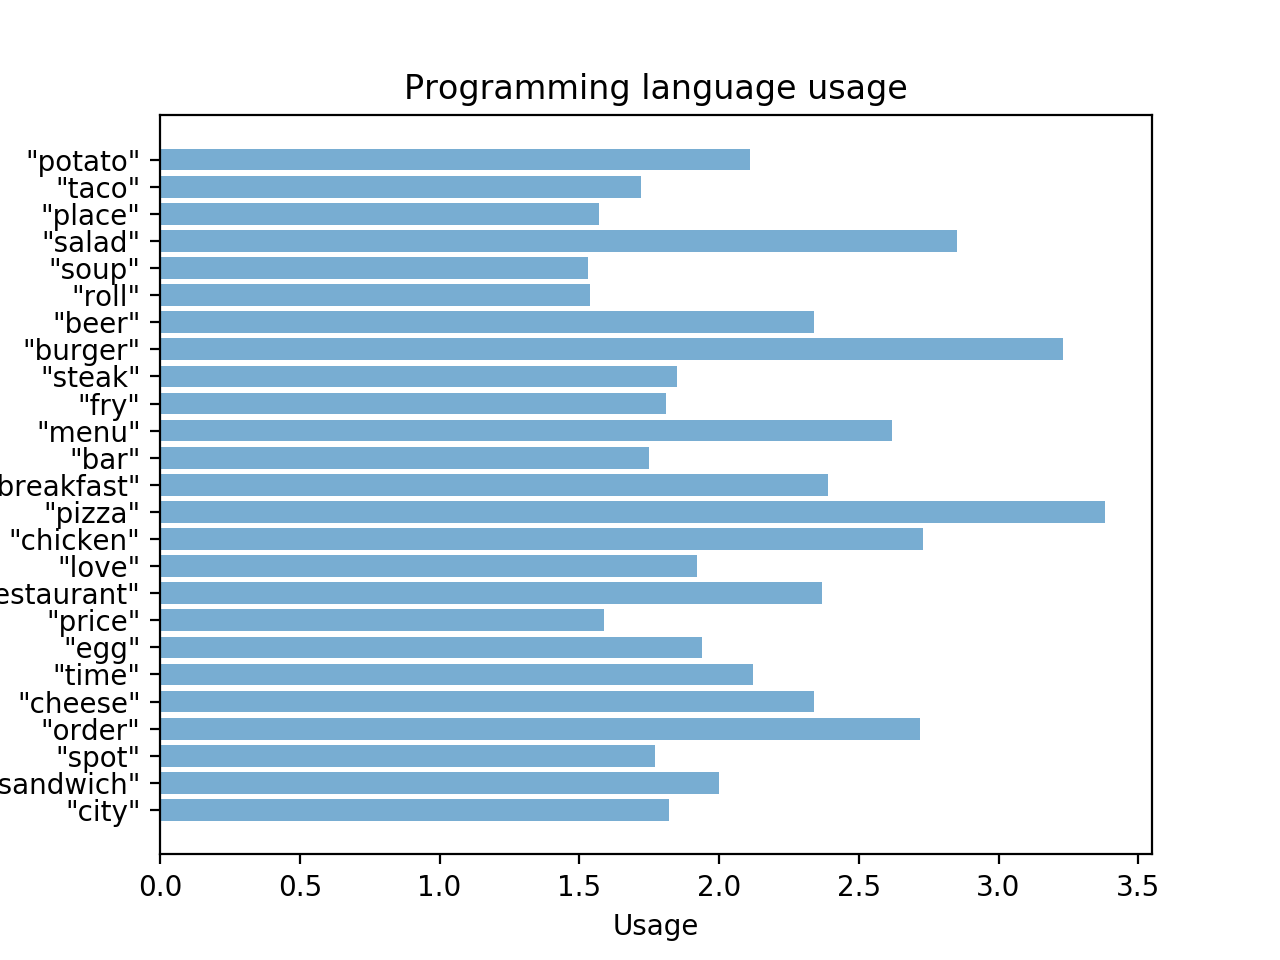 Programming language usage
"potato"
"taco"
"place"
"salad"
"soup"
"roll"
"beer"
"burger"
"steak"
"fry"
"menu"
"bar"
breakfast"
"pizza"
"chicken"
"love"
estaurant"
"price"
"egg"
"time"
"cheese"
"order"
"spot"
sandwich"
"city"
0.0 0.5 1.0 1.5 2.0 2.5 3.0 3.5
Usage